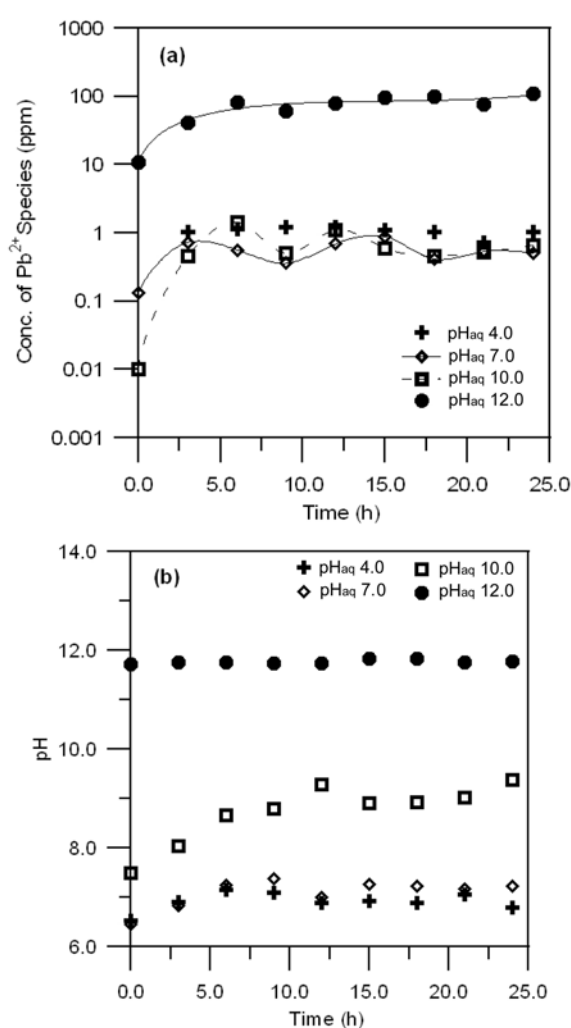 (a)
1000
100
10
1
0.1
0.01
0.001
Conc. of Pb²⁺ Species (ppm)
pHaq 4.0
pHaq 7.0
pHaq 10.0
pHaq 12.0
0.0 5.0 10.0 15.0 20.0 25.0
Time (h)
(b)
14.0
12.0
10.0
8.0
6.0
pH
pHaq 4.0 pHaq 10.0
pHaq 7.0 pHaq 12.0
0.0 5.0 10.0 15.0 20.0 25.0
Time (h)